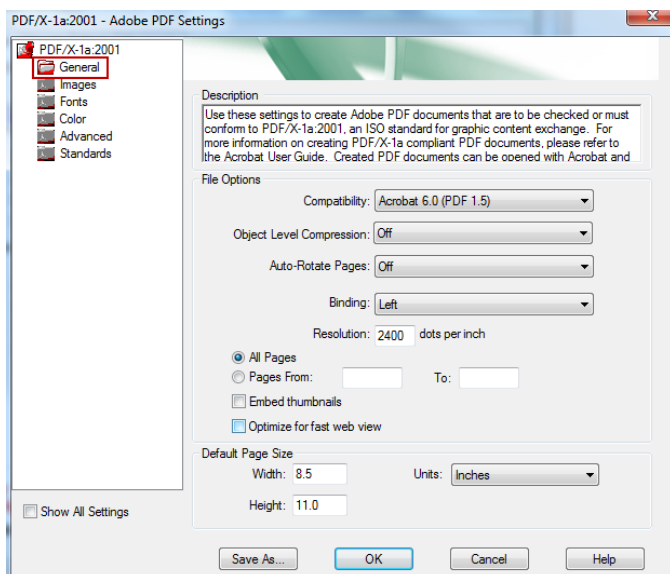 PDF/X-1a:2001 - Adobe PDF Settings
PDF/X-1a:2001
General
Images
Fonts
Color
Advanced
Standards
Show All Settings
Description
Use these settings to create Adobe PDF documents that are to be checked or must
conform to PDF/X-1a:2001, an ISO standard for graphic content exchange. For
more information on creating PDF/X-1a compliant PDF documents, please refer to
the Acrobat User Guide. Created PDF documents can be opened with Acrobat and
File Options
Compatibility: Acrobat 6.0 (PDF 1.5)
Object Level Compression: Off
Auto-Rotate Pages: Off
Binding: Left
Resolution: 2400 dots per inch
All Pages
Pages From: To:
Embed thumbnails
Optimize for fast web view
Default Page Size
Width: 8.5 Units: Inches
Height: 11.0
Save As... OK Cancel Help